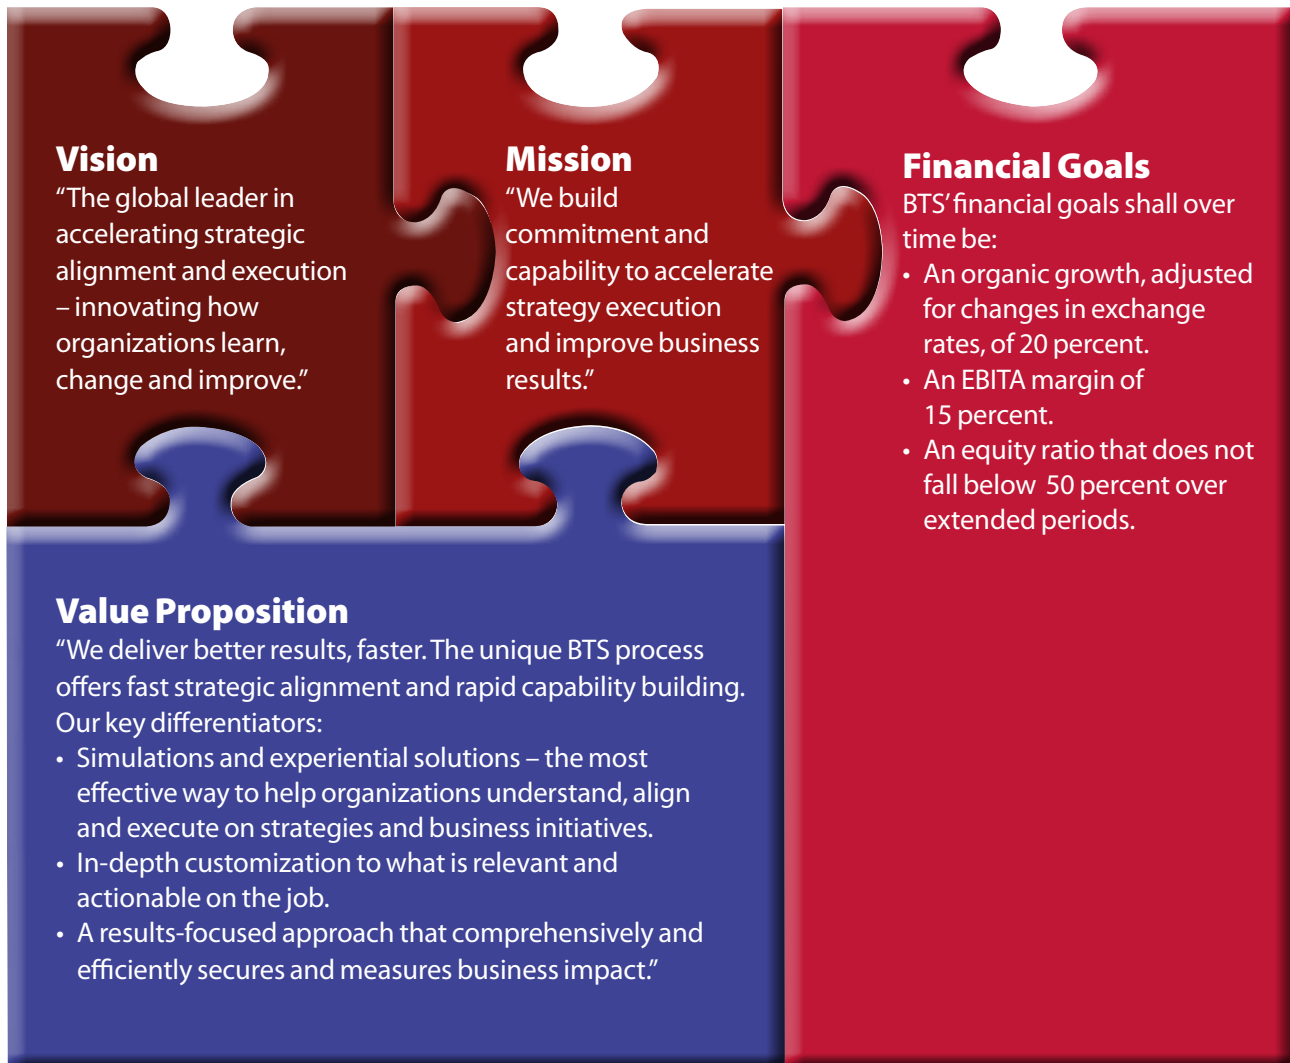 Vision
“The global leader in
accelerating strategic
alignment and execution
– innovating how
organizations learn,
change and improve.”
Mission
“We build
commitment and
capability to accelerate
strategy execution
and improve business
results.”
Financial Goals
BTS’ financial goals shall over
time be:
• An organic growth, adjusted
for changes in exchange
rates, of 20 percent.
• An EBITA margin of
15 percent.
• An equity ratio that does not
fall below 50 percent over
extended periods.
Value Proposition
“We deliver better results, faster. The unique BTS process
offers fast strategic alignment and rapid capability building.
Our key differentiators:
• Simulations and experiential solutions – the most
effective way to help organizations understand, align
and execute on strategies and business initiatives.
• In-depth customization to what is relevant and
actionable on the job.
• A results-focused approach that comprehensively and
efficiently secures and measures business impact.”